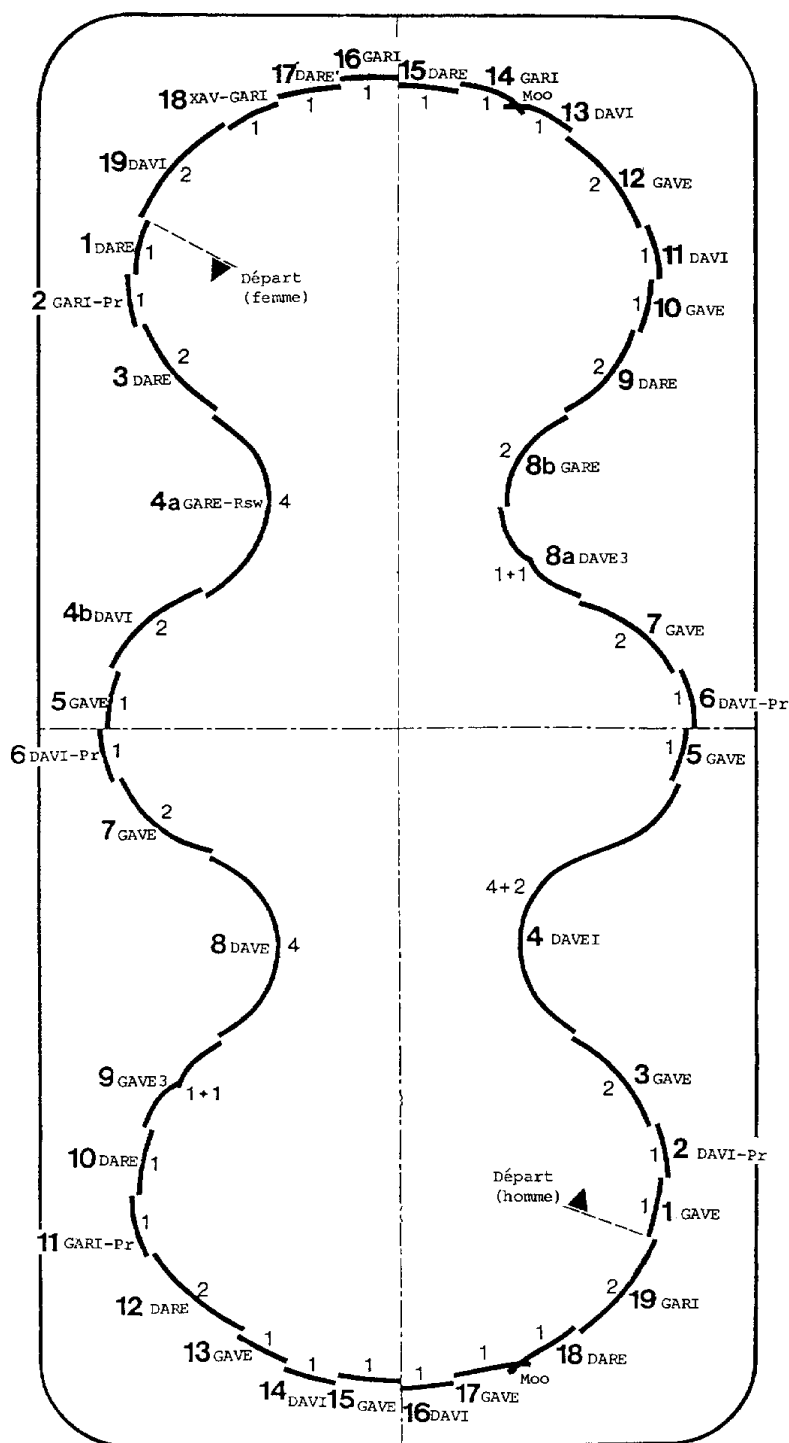 16 GARI
17 DARE
15 DARE
14 GARI
Moo
18 XAV-GARI
13 DAVI
1
1
1
1
1
1
1
19 DAVI
2
2
12 GAVE
1 DARE
1
Départ
(femme)
1
11 DAVI
2 GARI-Pr
1
1
10 GAVE
2
3 DARE
2
9 DARE
2
8b GARE
4a GARE-Rsw
4
8a DAVE3
1+1
4b DAVI
2
7 GAVE
2
5 GAVE
1
1
6 DAVI-Pr
6 DAVI-Pr
1
1
5 GAVE
2
7 GAVE
4+2
8 DAVE
4
4 DAVEI
9 GAVE3
1+1
3 GAVE
2
10 DARE
1
1
2 DAVI-Pr
Départ
(homme)
11 GARI-Pr
1
1
1 GAVE
2
12 DARE
2
19 GARI
13 GAVE
1
1
1
1
1
1
18 DARE
Moo
14 DAVI
15 GAVE
16 DAVI
17 GAVE